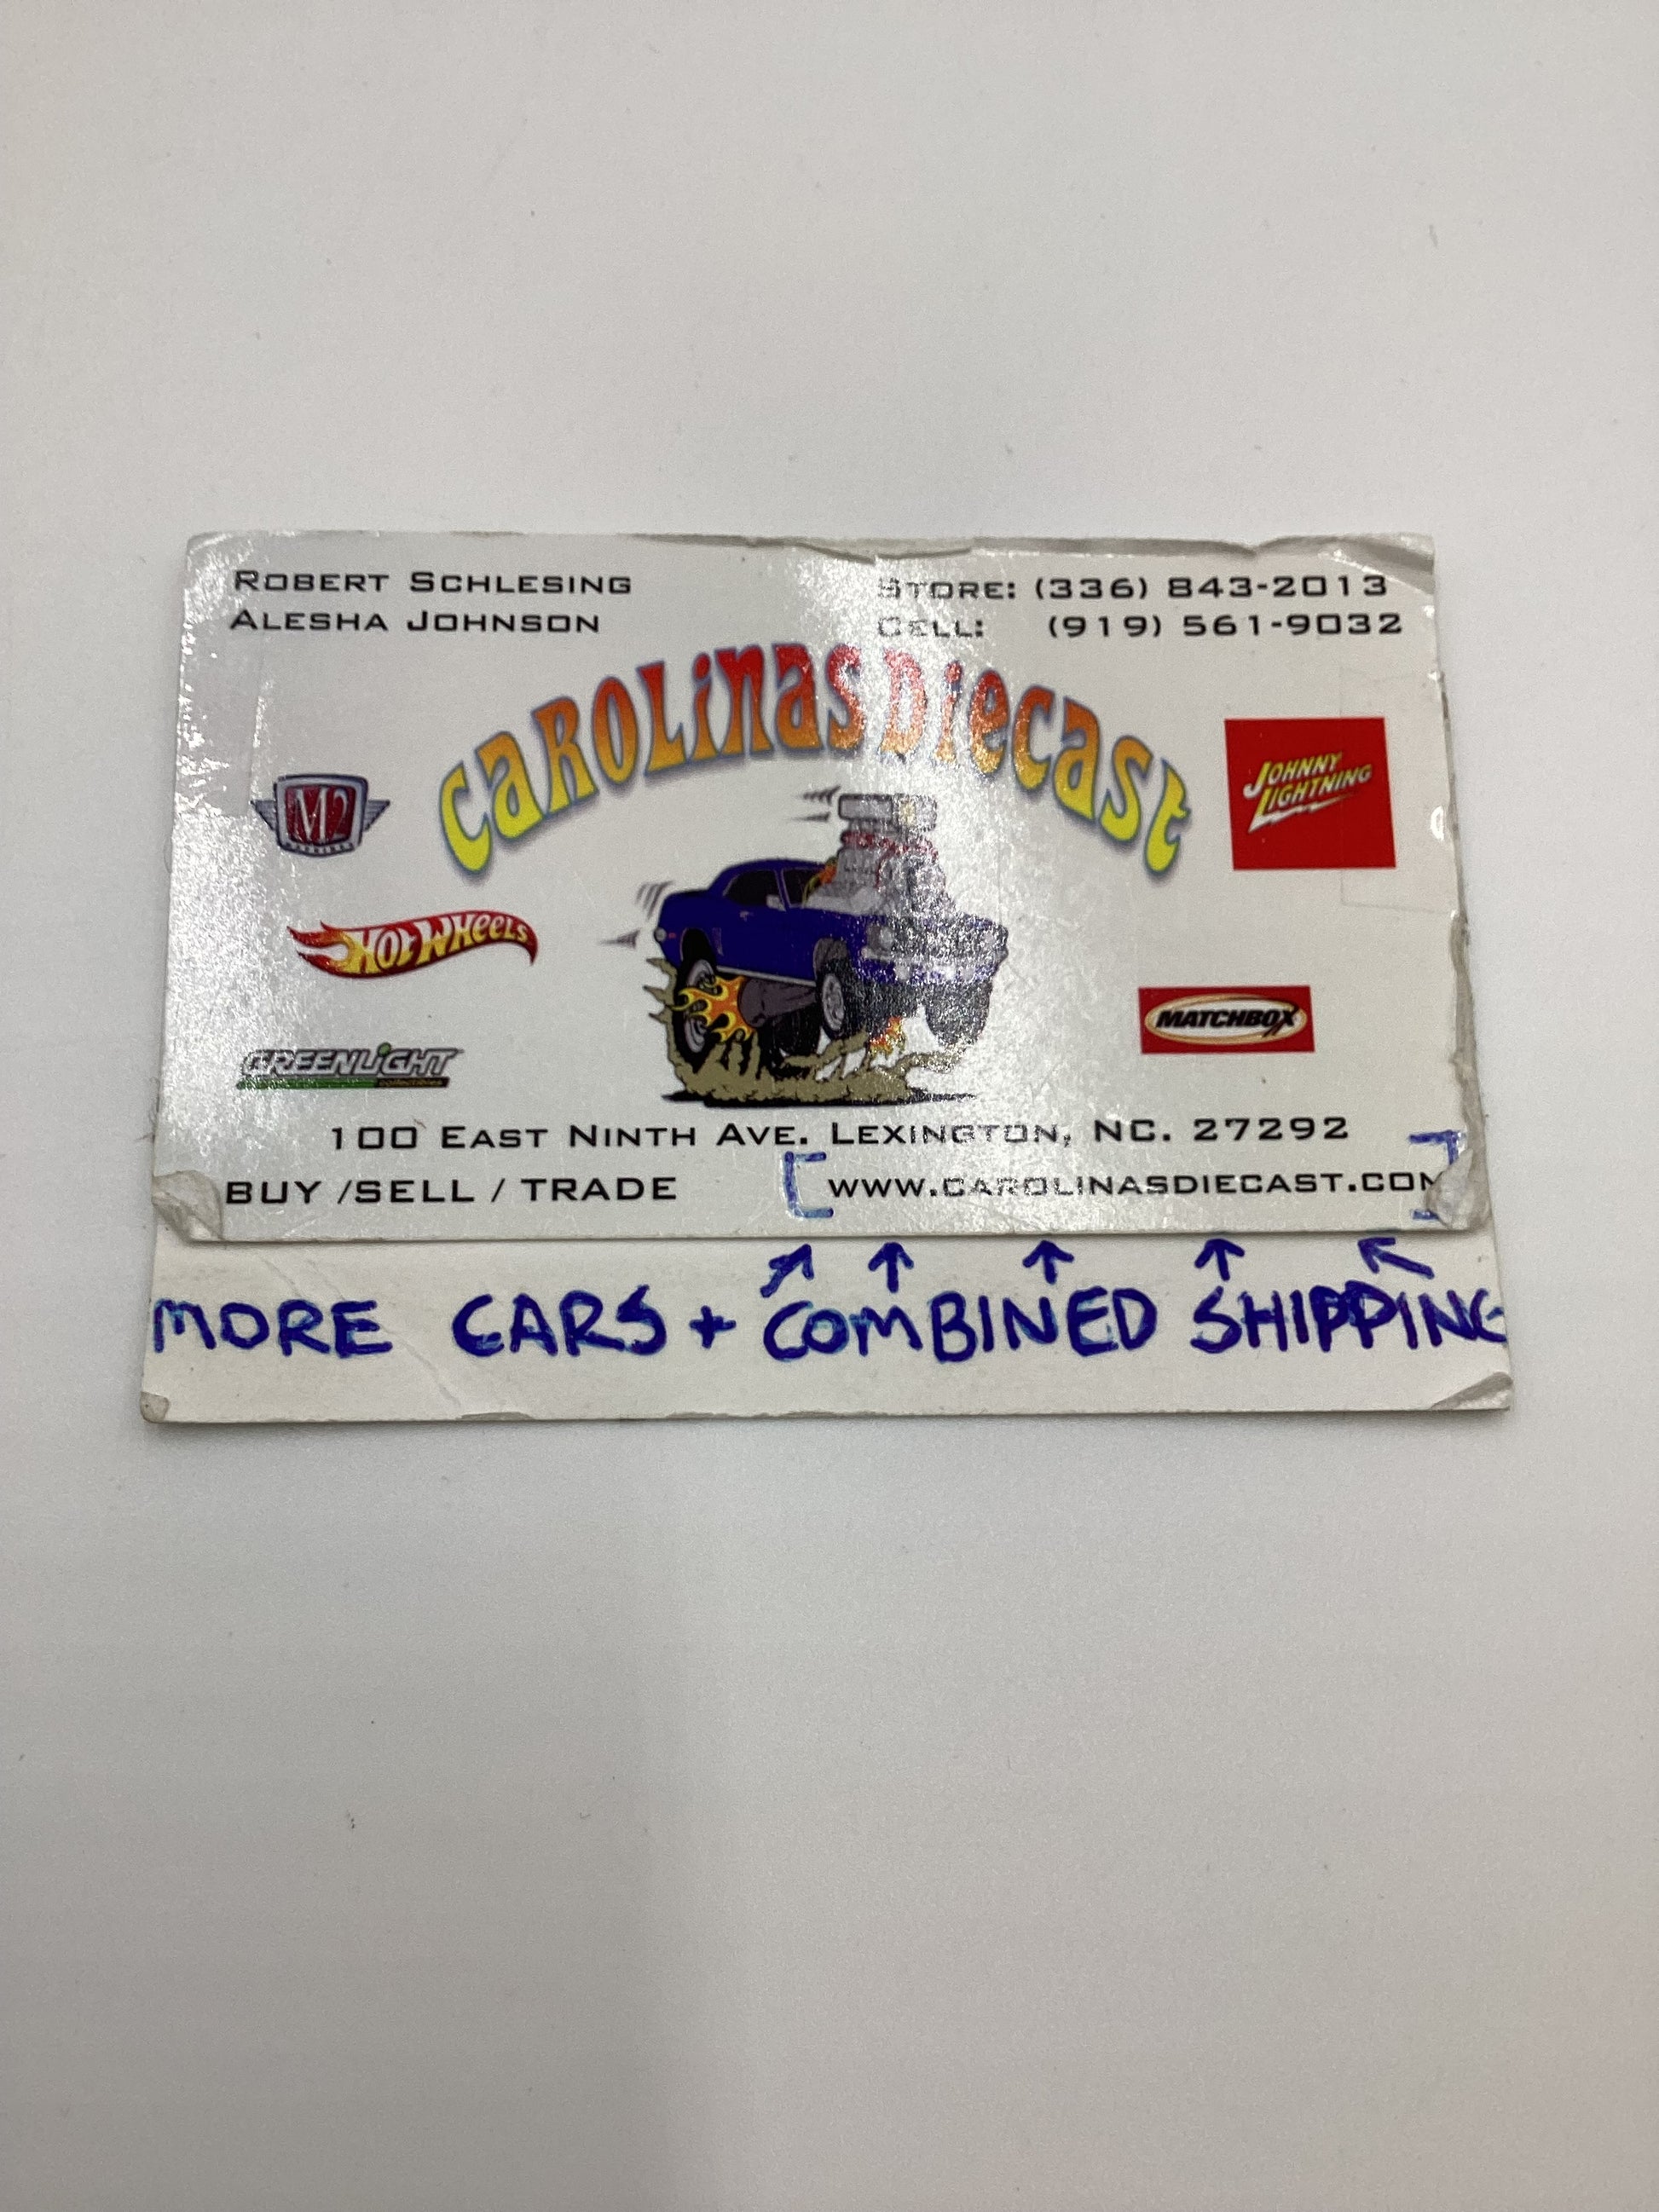 ROBERT SCHLESING
ALESHA JOHNSON
STORE: (336) 843-2013
CELL: (919) 561-9032
CAROLINAS DIECAST
M2
MACHINES
JOHNNY
LIGHTNING
HOT WHEELS
MATCHBOX
GREENLIGHT
collectibles
100 EAST NINTH AVE. LEXINGTON, NC. 27292
BUY /SELL / TRADE [ WWW.CAROLINASDIECAST.COM ]
MORE CARS + COMBINED SHIPPING